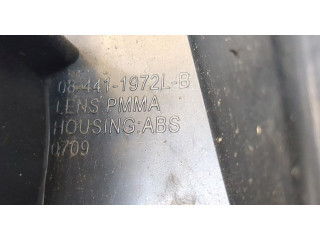 08-441-1972L-B
LENS:PMMA
HOUSING:ABS
0709